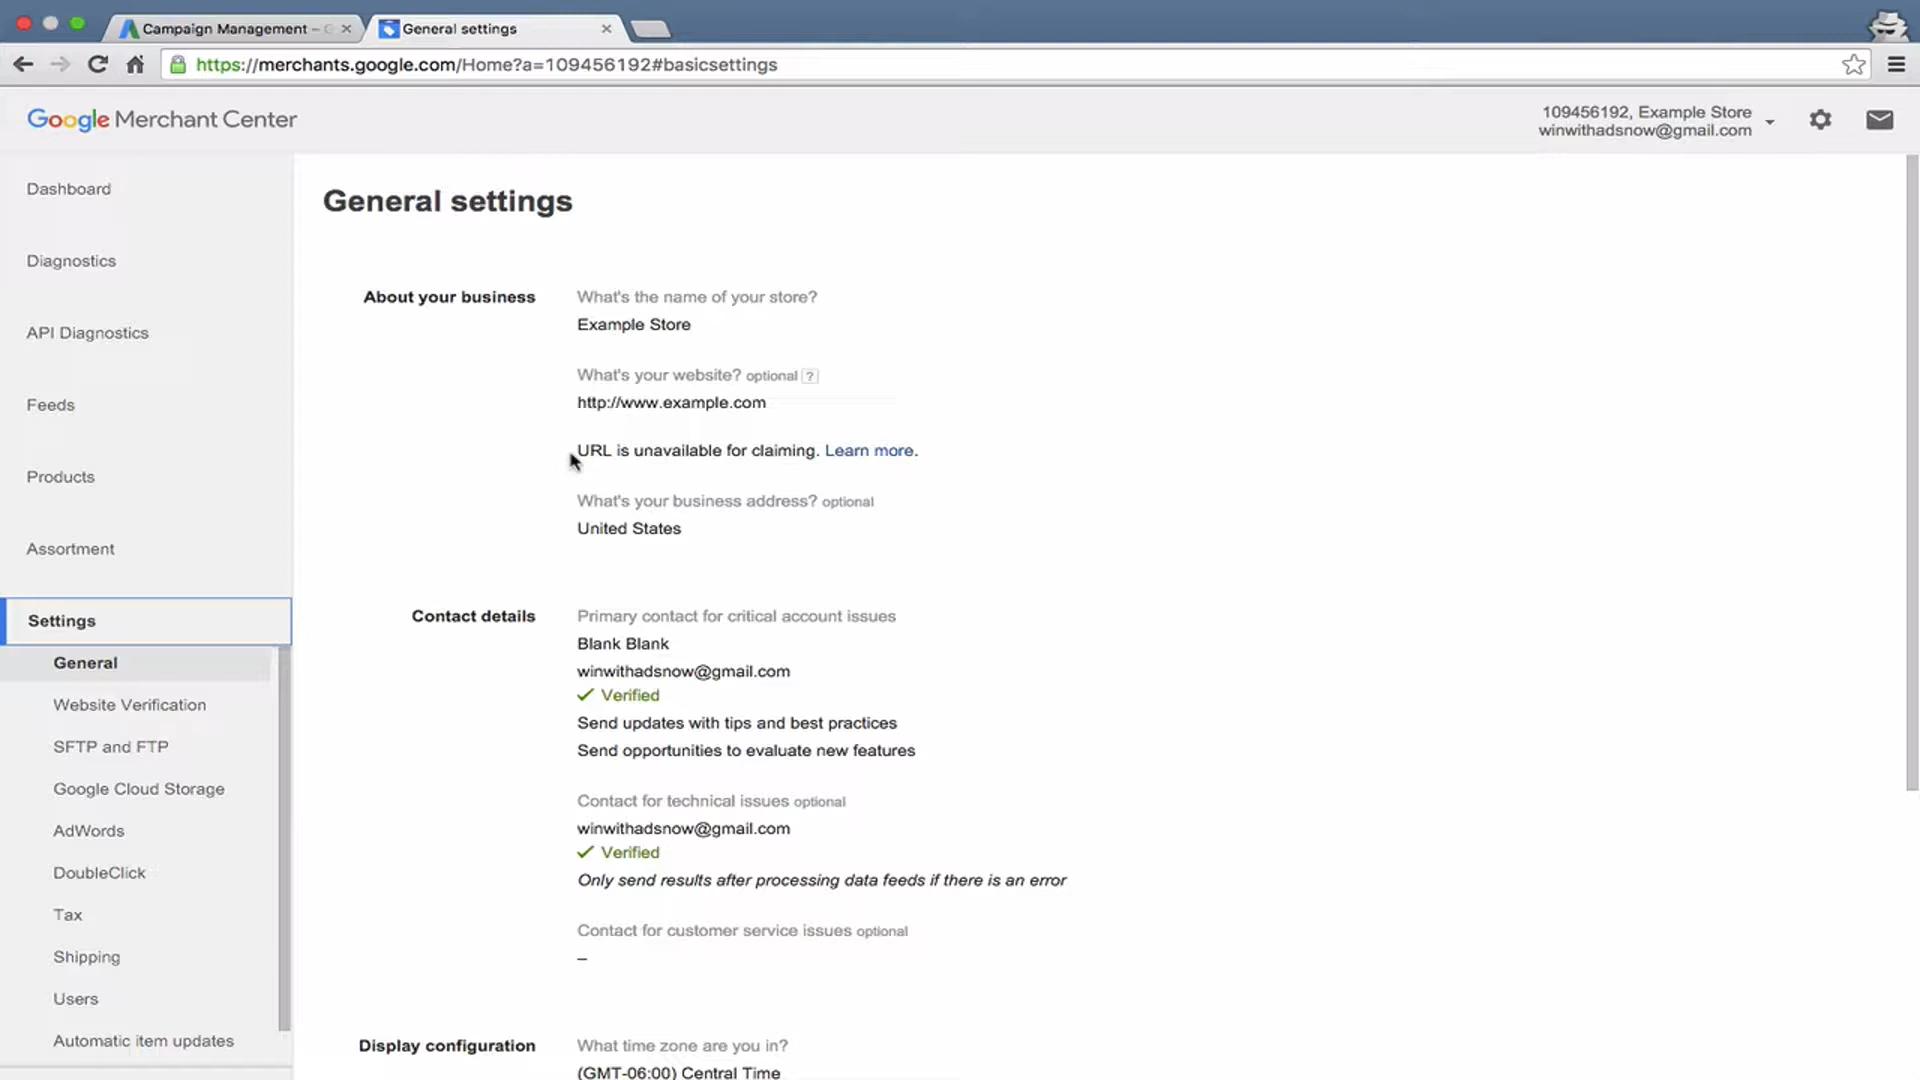 Campaign Management –
General settings
https://merchants.google.com/Home?a=109456192#basicsettings
Google Merchant Center
109456192, Example Store
winwithadsnow@gmail.com
Dashboard
Diagnostics
API Diagnostics
Feeds
Products
Assortment
Settings
General
Website Verification
SFTP and FTP
Google Cloud Storage
AdWords
DoubleClick
Tax
Shipping
Users
Automatic item updates
General settings
About your business
What's the name of your store?
Example Store
What's your website? optional ?
http://www.example.com
URL is unavailable for claiming. Learn more.
What's your business address? optional
United States
Contact details
Primary contact for critical account issues
Blank Blank
winwithadsnow@gmail.com
Verified
Send updates with tips and best practices
Send opportunities to evaluate new features
Contact for technical issues optional
winwithadsnow@gmail.com
Verified
Only send results after processing data feeds if there is an error
Contact for customer service issues optional
–
Display configuration
What time zone are you in?
(GMT-06:00) Central Time